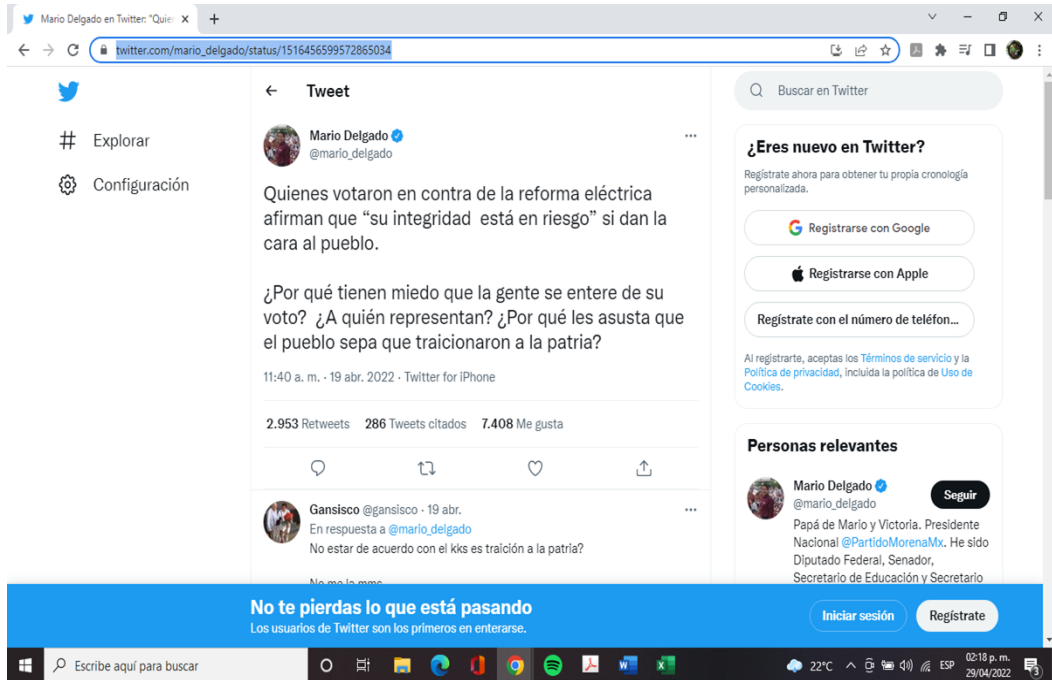 Mario Delgado en Twitter: "Quier
twitter.com/mario_delgado/status/1516456599572865034
Explorar
Configuración
Tweet
Mario Delgado
@mario_delgado
Quienes votaron en contra de la reforma eléctrica
afirman que “su integridad está en riesgo” si dan la
cara al pueblo.
¿Por qué tienen miedo que la gente se entere de su
voto? ¿A quién representan? ¿Por qué les asusta que
el pueblo sepa que traicionaron a la patria?
11:40 a. m. · 19 abr. 2022 · Twitter for iPhone
2.953 Retweets 286 Tweets citados 7.408 Me gusta
Gansisco @gansisco · 19 abr.
En respuesta a @mario_delgado
No estar de acuerdo con el kks es traición a la patria?
No me la mms
Buscar en Twitter
¿Eres nuevo en Twitter?
Regístrate ahora para obtener tu propia cronología
personalizada.
Registrarse con Google
Registrarse con Apple
Regístrate con el número de teléfon...
Al registrarte, aceptas los Términos de servicio y la
Política de privacidad, incluida la política de Uso de
Cookies.
Personas relevantes
Mario Delgado
@mario_delgado
Seguir
Papá de Mario y Victoria. Presidente
Nacional @PartidoMorenaMx. He sido
Diputado Federal, Senador,
Secretario de Educación y Secretario
No te pierdas lo que está pasando
Los usuarios de Twitter son los primeros en enterarse.
Iniciar sesión
Regístrate
Escribe aquí para buscar
22°C
ESP
02:18 p. m.
29/04/2022
3